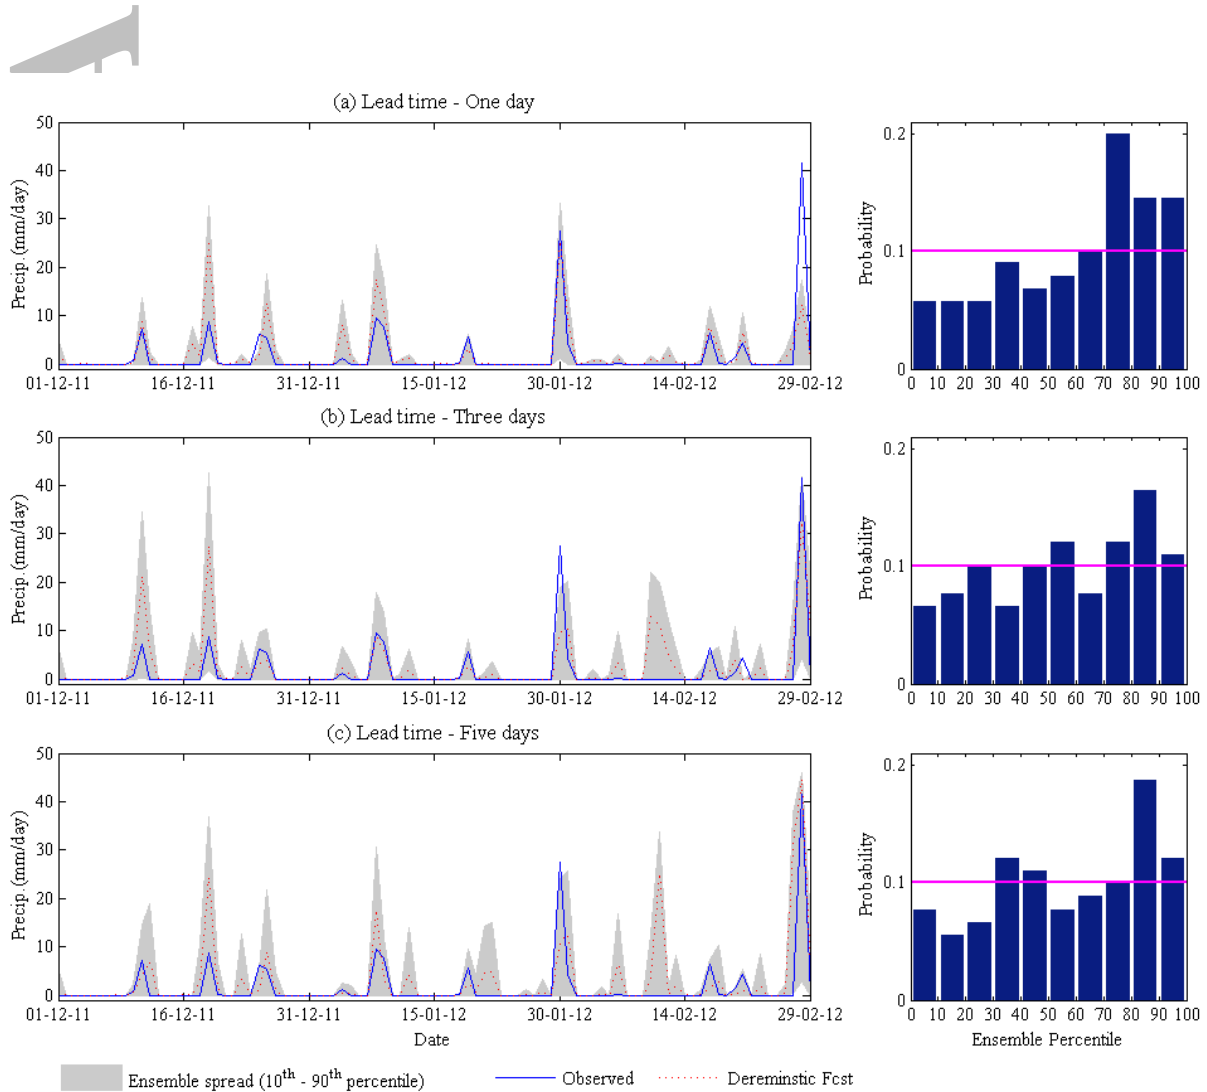 (a) Lead time - One day
50
40
30
20
10
0
Precip. (mm/day)
01-12-11 16-12-11 31-12-11 15-01-12 30-01-12 14-02-12 29-02-12
0.2
0.1
0
Probability
0 10 20 30 40 50 60 70 80 90 100
(b) Lead time - Three days
50
40
30
20
10
0
Precip. (mm/day)
01-12-11 16-12-11 31-12-11 15-01-12 30-01-12 14-02-12 29-02-12
0.2
0.1
0
Probability
0 10 20 30 40 50 60 70 80 90 100
(c) Lead time - Five days
50
40
30
20
10
0
Precip. (mm/day)
01-12-11 16-12-11 31-12-11 15-01-12 30-01-12 14-02-12 29-02-12
Date
0.2
0.1
0
Probability
0 10 20 30 40 50 60 70 80 90 100
Ensemble Percentile
Ensemble spread (10th - 90th percentile) Observed Dereminstic Fcst